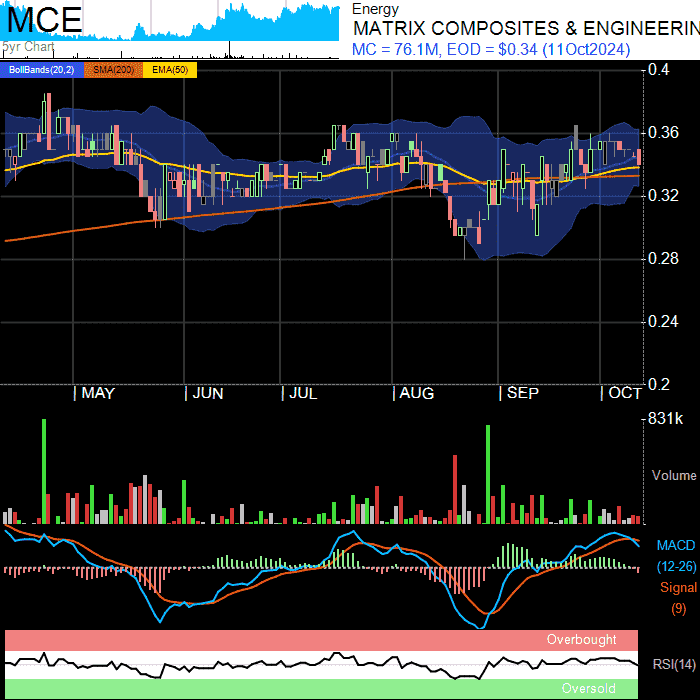 MCE
5yr Chart
Energy
MATRIX COMPOSITES & ENGINEERIN
MC = 76.1M, EOD = $0.34 (11Oct2024)
BollBands(20,2) SMA(200) EMA(50)
0.4
0.36
0.32
0.28
0.24
0.2
MAY JUN JUL AUG SEP OCT
831k
Volume
MACD
(12-26)
Signal
(9)
Overbought
RSI(14)
Oversold